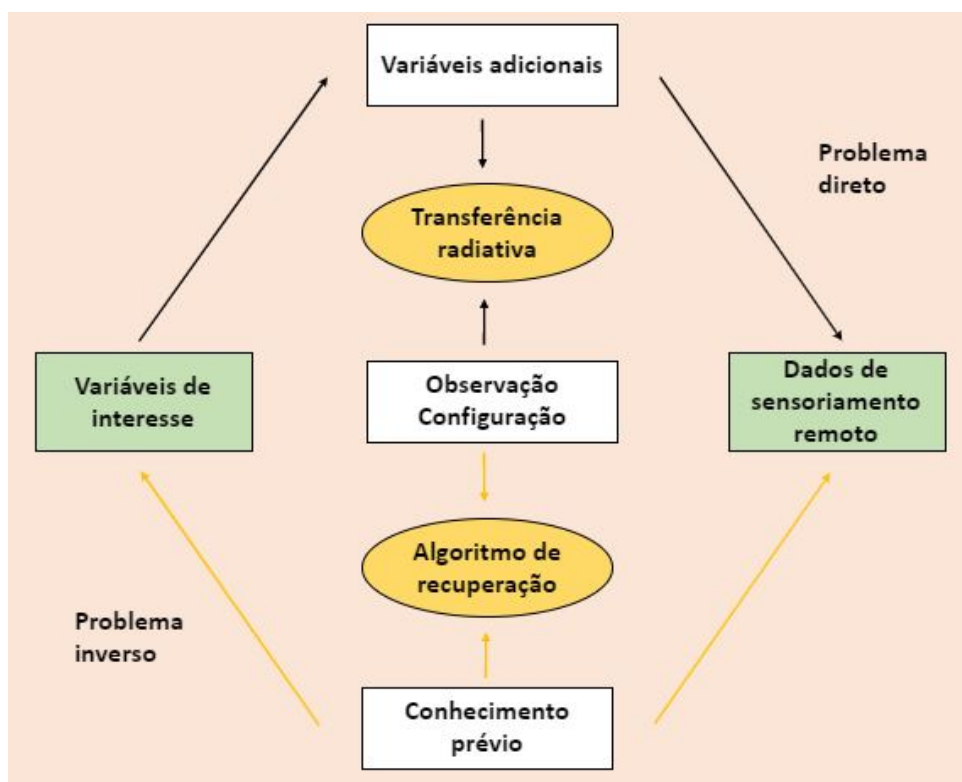 Variáveis adicionais
Problema
direto
Transferência
radiativa
Variáveis de
interesse
Observação
Configuração
Dados de
sensoriamento
remoto
Algoritmo de
recuperação
Problema
inverso
Conhecimento
prévio